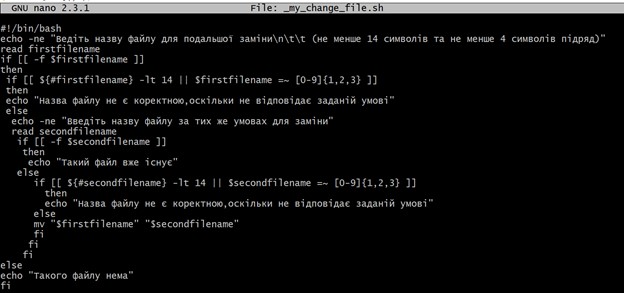 GNU nano 2.3.1 File: _my_change_file.sh
#!/bin/bash
echo -ne "Ведіть назву файлу для подальшої заміни\n\t\t (не менше 14 символів та не менше 4 символів підряд)"
read firstfilename
if [[ -f $firstfilename ]]
then
if [[ ${#firstfilename} -lt 14 || $firstfilename =~ [0-9]{1,2,3} ]]
then
echo "Назва файлу не є коректною,оскільки не відповідає заданій умові"
else
echo -ne "Введіть назву файлу за тих же умовах для заміни"
read secondfilename
if [[ -f $secondfilename ]]
then
echo "Такий файл вже існує"
else
if [[ ${#secondfilename} -lt 14 || $secondfilename =~ [0-9]{1,2,3} ]]
then
echo "Назва файлу не є коректною,оскільки не відповідає заданій умові"
else
mv "$firstfilename" "$secondfilename"
fi
fi
fi
else
echo "Такого файлу нема"
fi